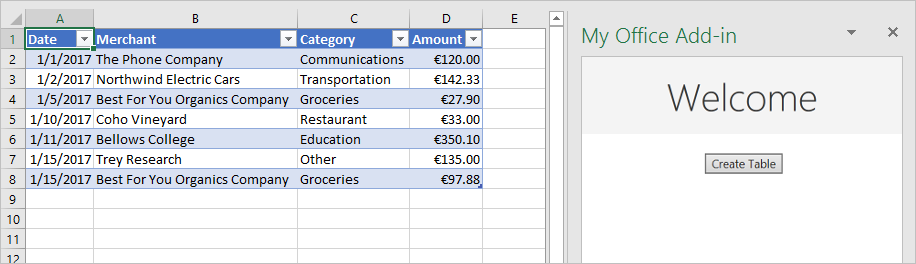 A B C D E
1 Date Merchant Category Amount
2 1/1/2017 The Phone Company Communications €120.00
3 1/2/2017 Northwind Electric Cars Transportation €142.33
4 1/5/2017 Best For You Organics Company Groceries €27.90
5 1/10/2017 Coho Vineyard Restaurant €33.00
6 1/11/2017 Bellows College Education €350.10
7 1/15/2017 Trey Research Other €135.00
8 1/15/2017 Best For You Organics Company Groceries €97.88
9
10
11
12
My Office Add-in
Welcome
Create Table